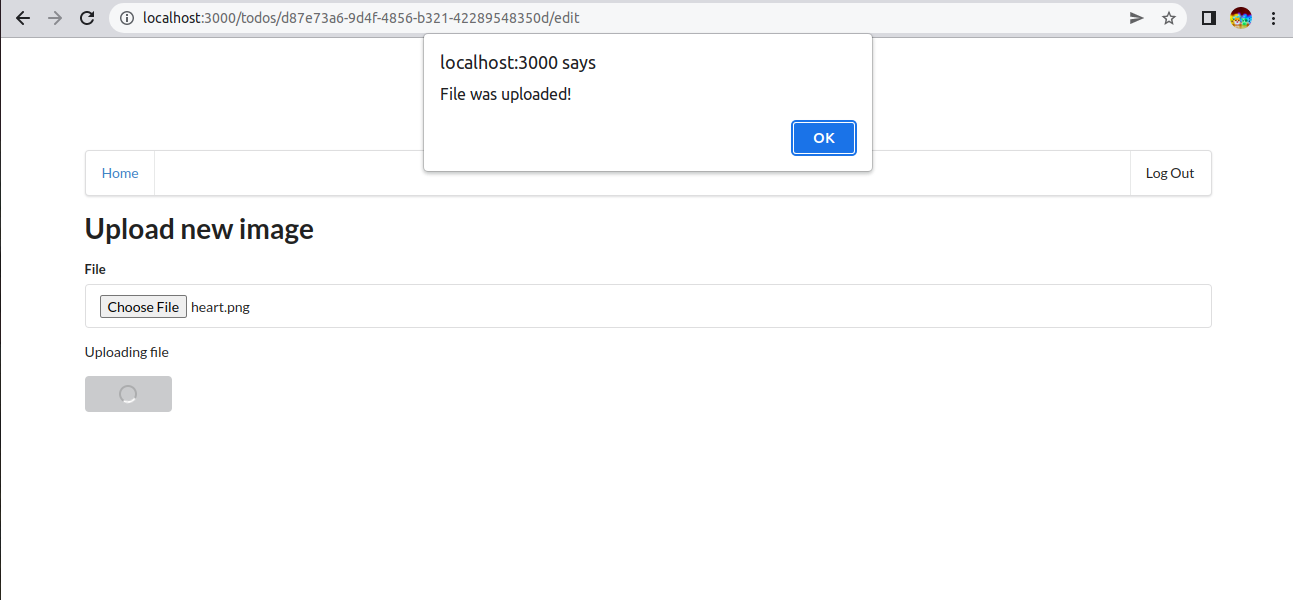 localhost:3000/todos/d87e73a6-9d4f-4856-b321-42289548350d/edit
localhost:3000 says
File was uploaded!
OK
Home
Log Out
Upload new image
File
Choose File heart.png
Uploading file